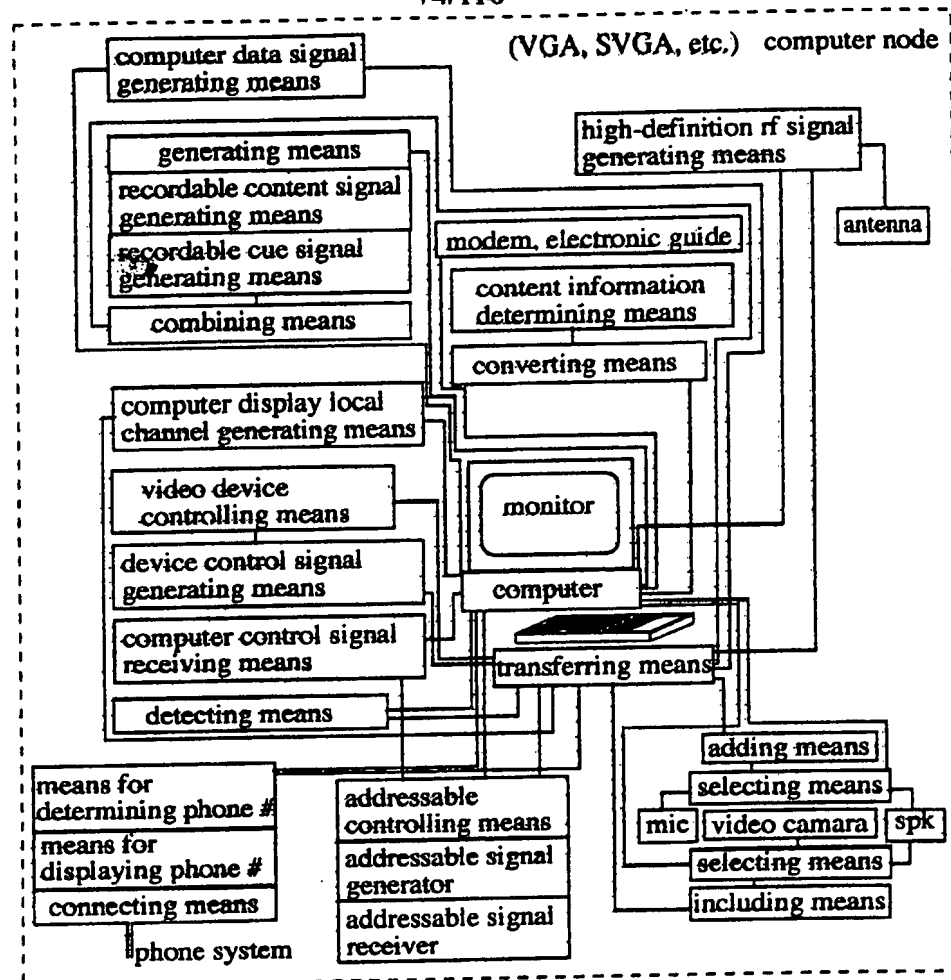 74/116
(VGA, SVGA, etc.) computer node
computer data signal
generating means
generating means
recordable content signal
generating means
recordable cue signal
generating means
combining means
high-definition rf signal
generating means
antenna
modem, electronic guide
content information
determining means
converting means
computer display local
channel generating means
video device
controlling means
device control signal
generating means
computer control signal
receiving means
detecting means
monitor
computer
transferring means
means for
determining phone #
means for
displaying phone #
connecting means
phone system
addressable
controlling means
addressable signal
generator
addressable signal
receiver
adding means
selecting means
mic
video camara
spk
selecting means
including means